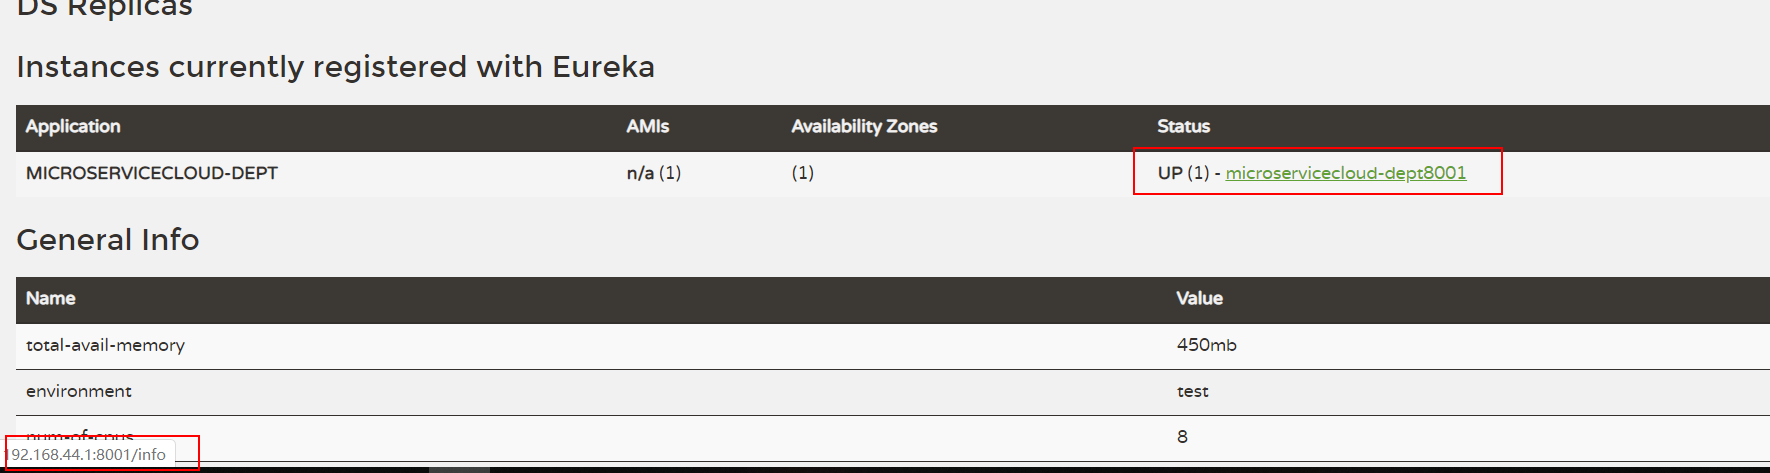 DS Replicas
Instances currently registered with Eureka
Application AMIs Availability Zones Status
MICROSERVICECLOUD-DEPT n/a (1) (1) UP (1) - microservicecloud-dept8001
General Info
Name Value
total-avail-memory 450mb
environment test
num-of-cpus 8
192.168.44.1:8001/info